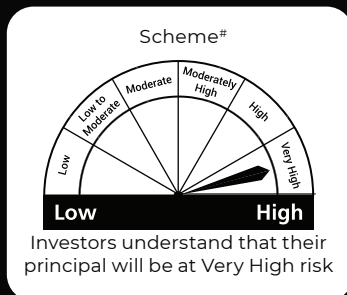 Scheme#
Low
Low to
Moderate
Moderate
Moderately
High
High
Very High
Low
High
Investors understand that their
principal will be at Very High risk